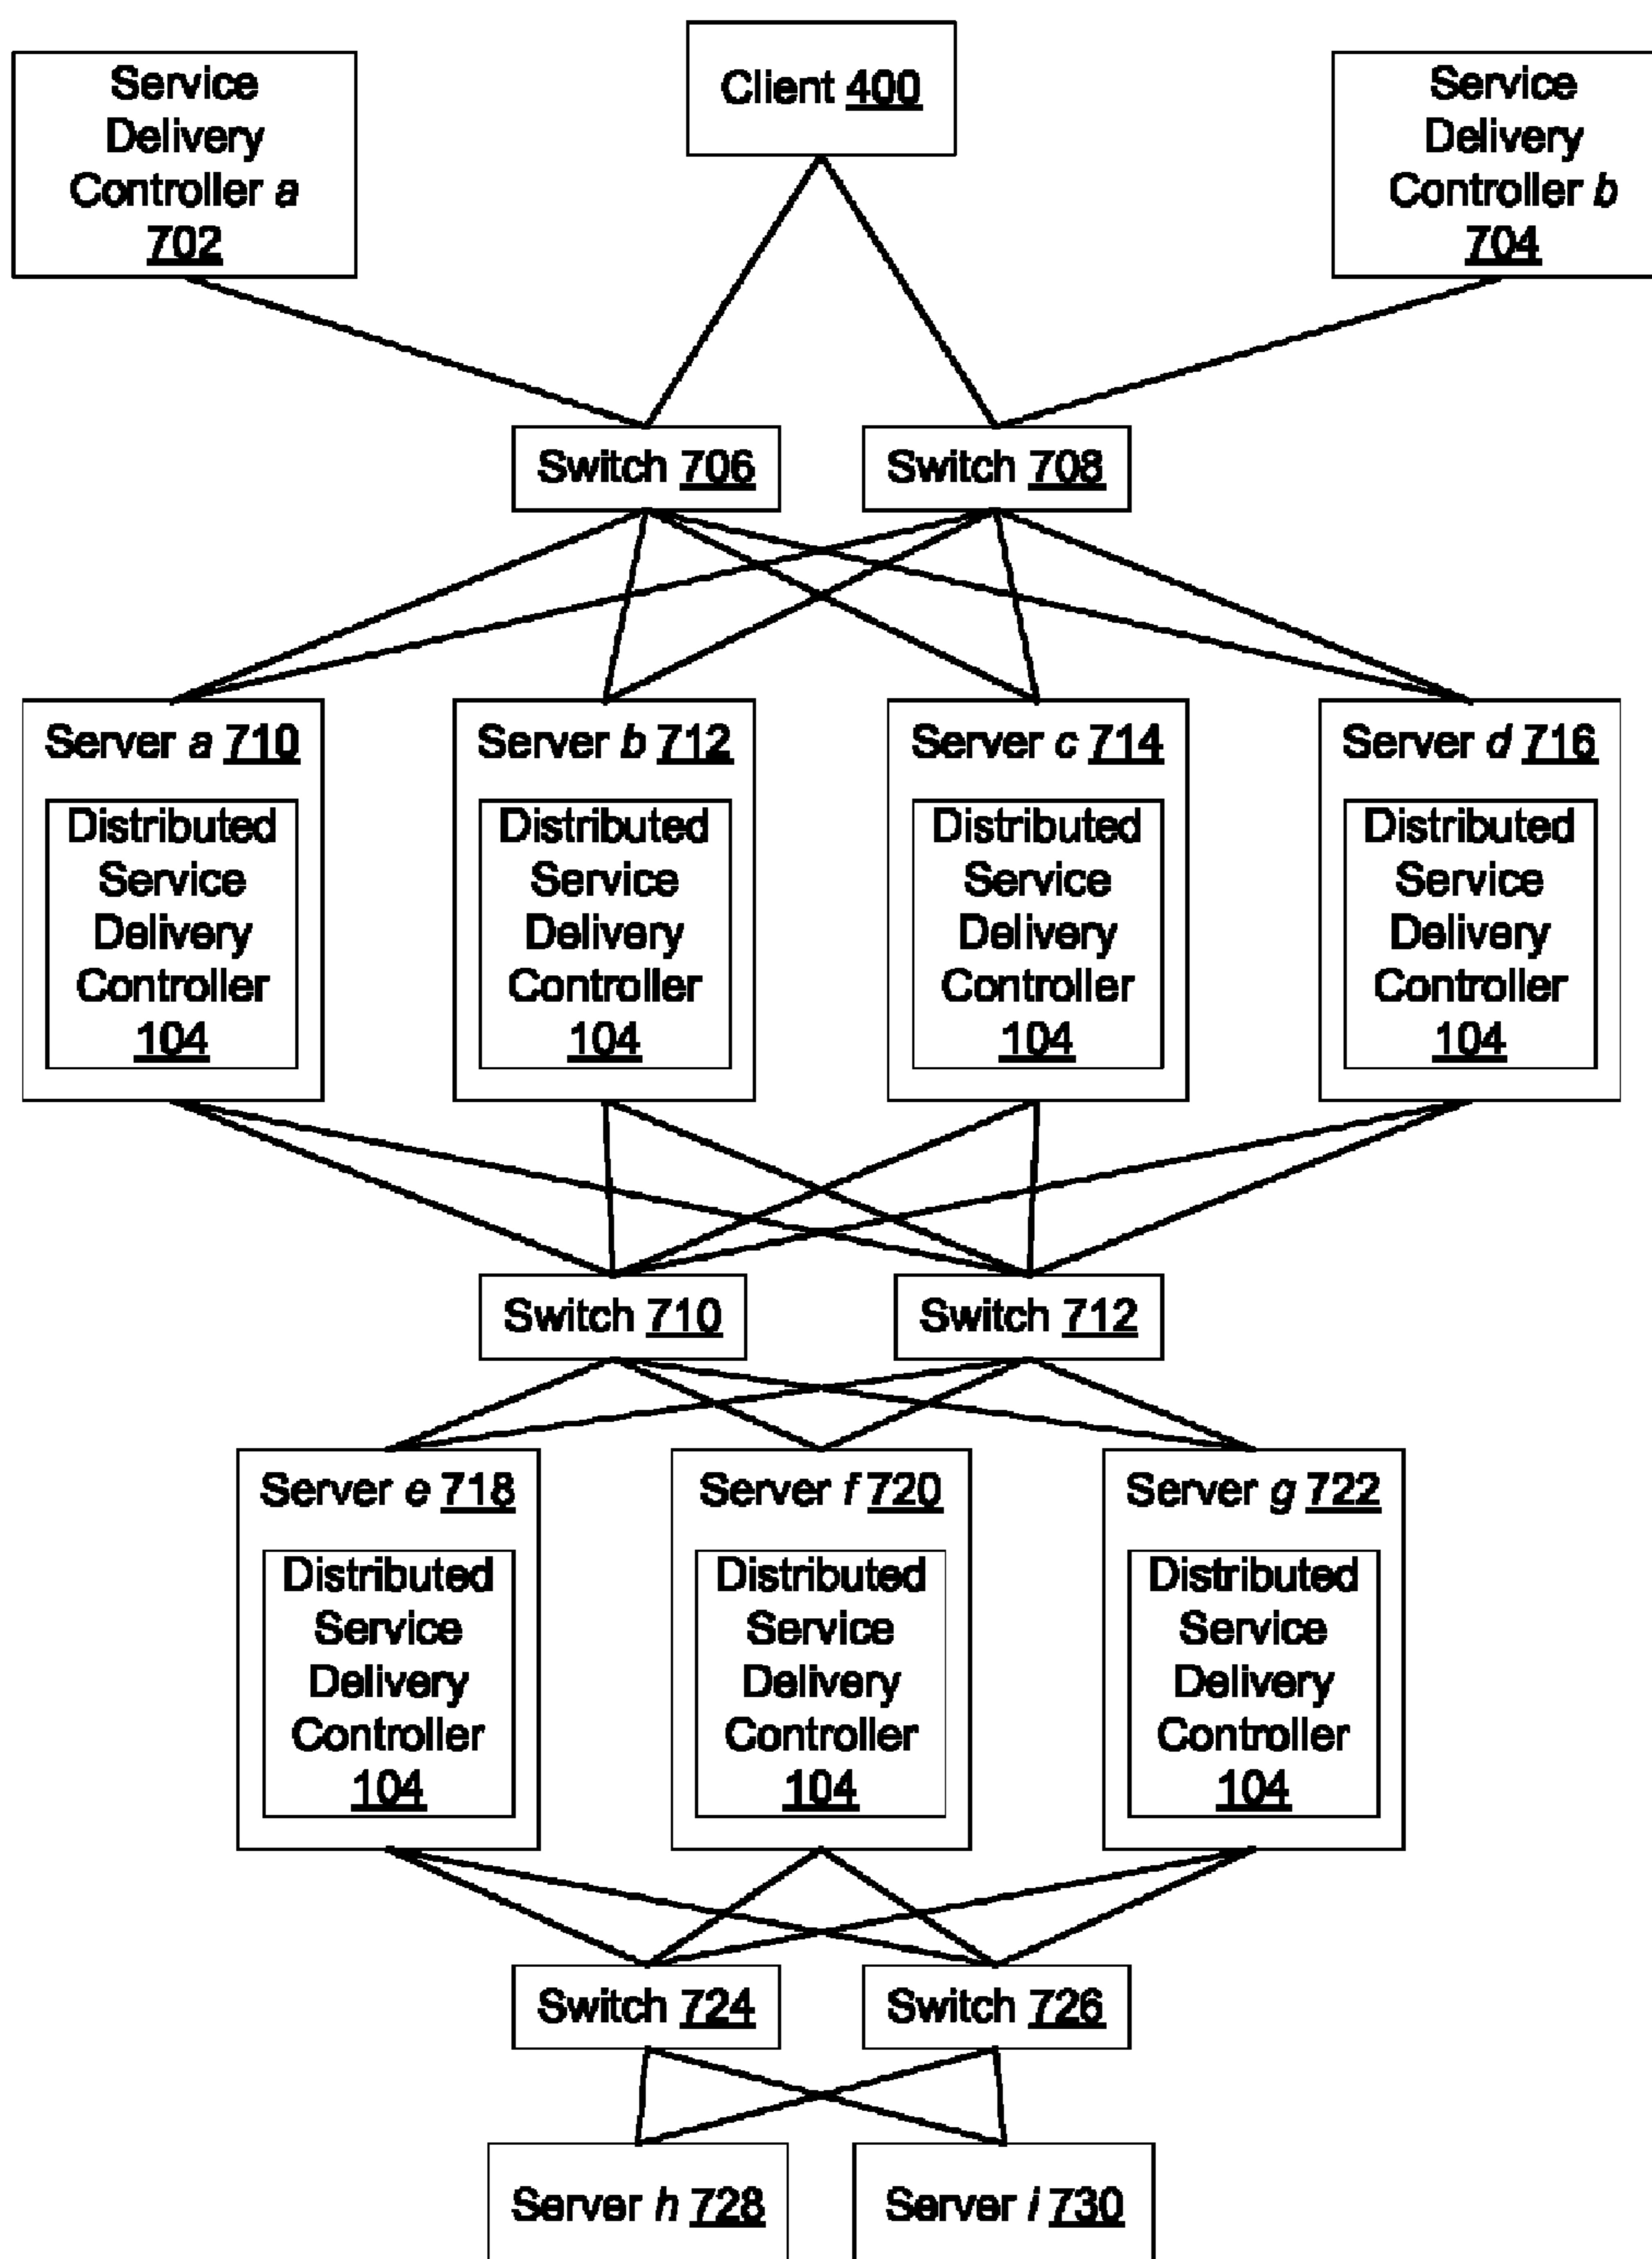 Client 400
Service
Delivery
Controller a
702
Service
Delivery
Controller b
704
Switch 706
Switch 708
Server a 710
Distributed
Service
Delivery
Controller
104
Server b 712
Distributed
Service
Delivery
Controller
104
Server c 714
Distributed
Service
Delivery
Controller
104
Server d 716
Distributed
Service
Delivery
Controller
104
Switch 710
Switch 712
Server e 718
Distributed
Service
Delivery
Controller
104
Server f 720
Distributed
Service
Delivery
Controller
104
Server g 722
Distributed
Service
Delivery
Controller
104
Switch 724
Switch 726
Server h 728
Server i 730